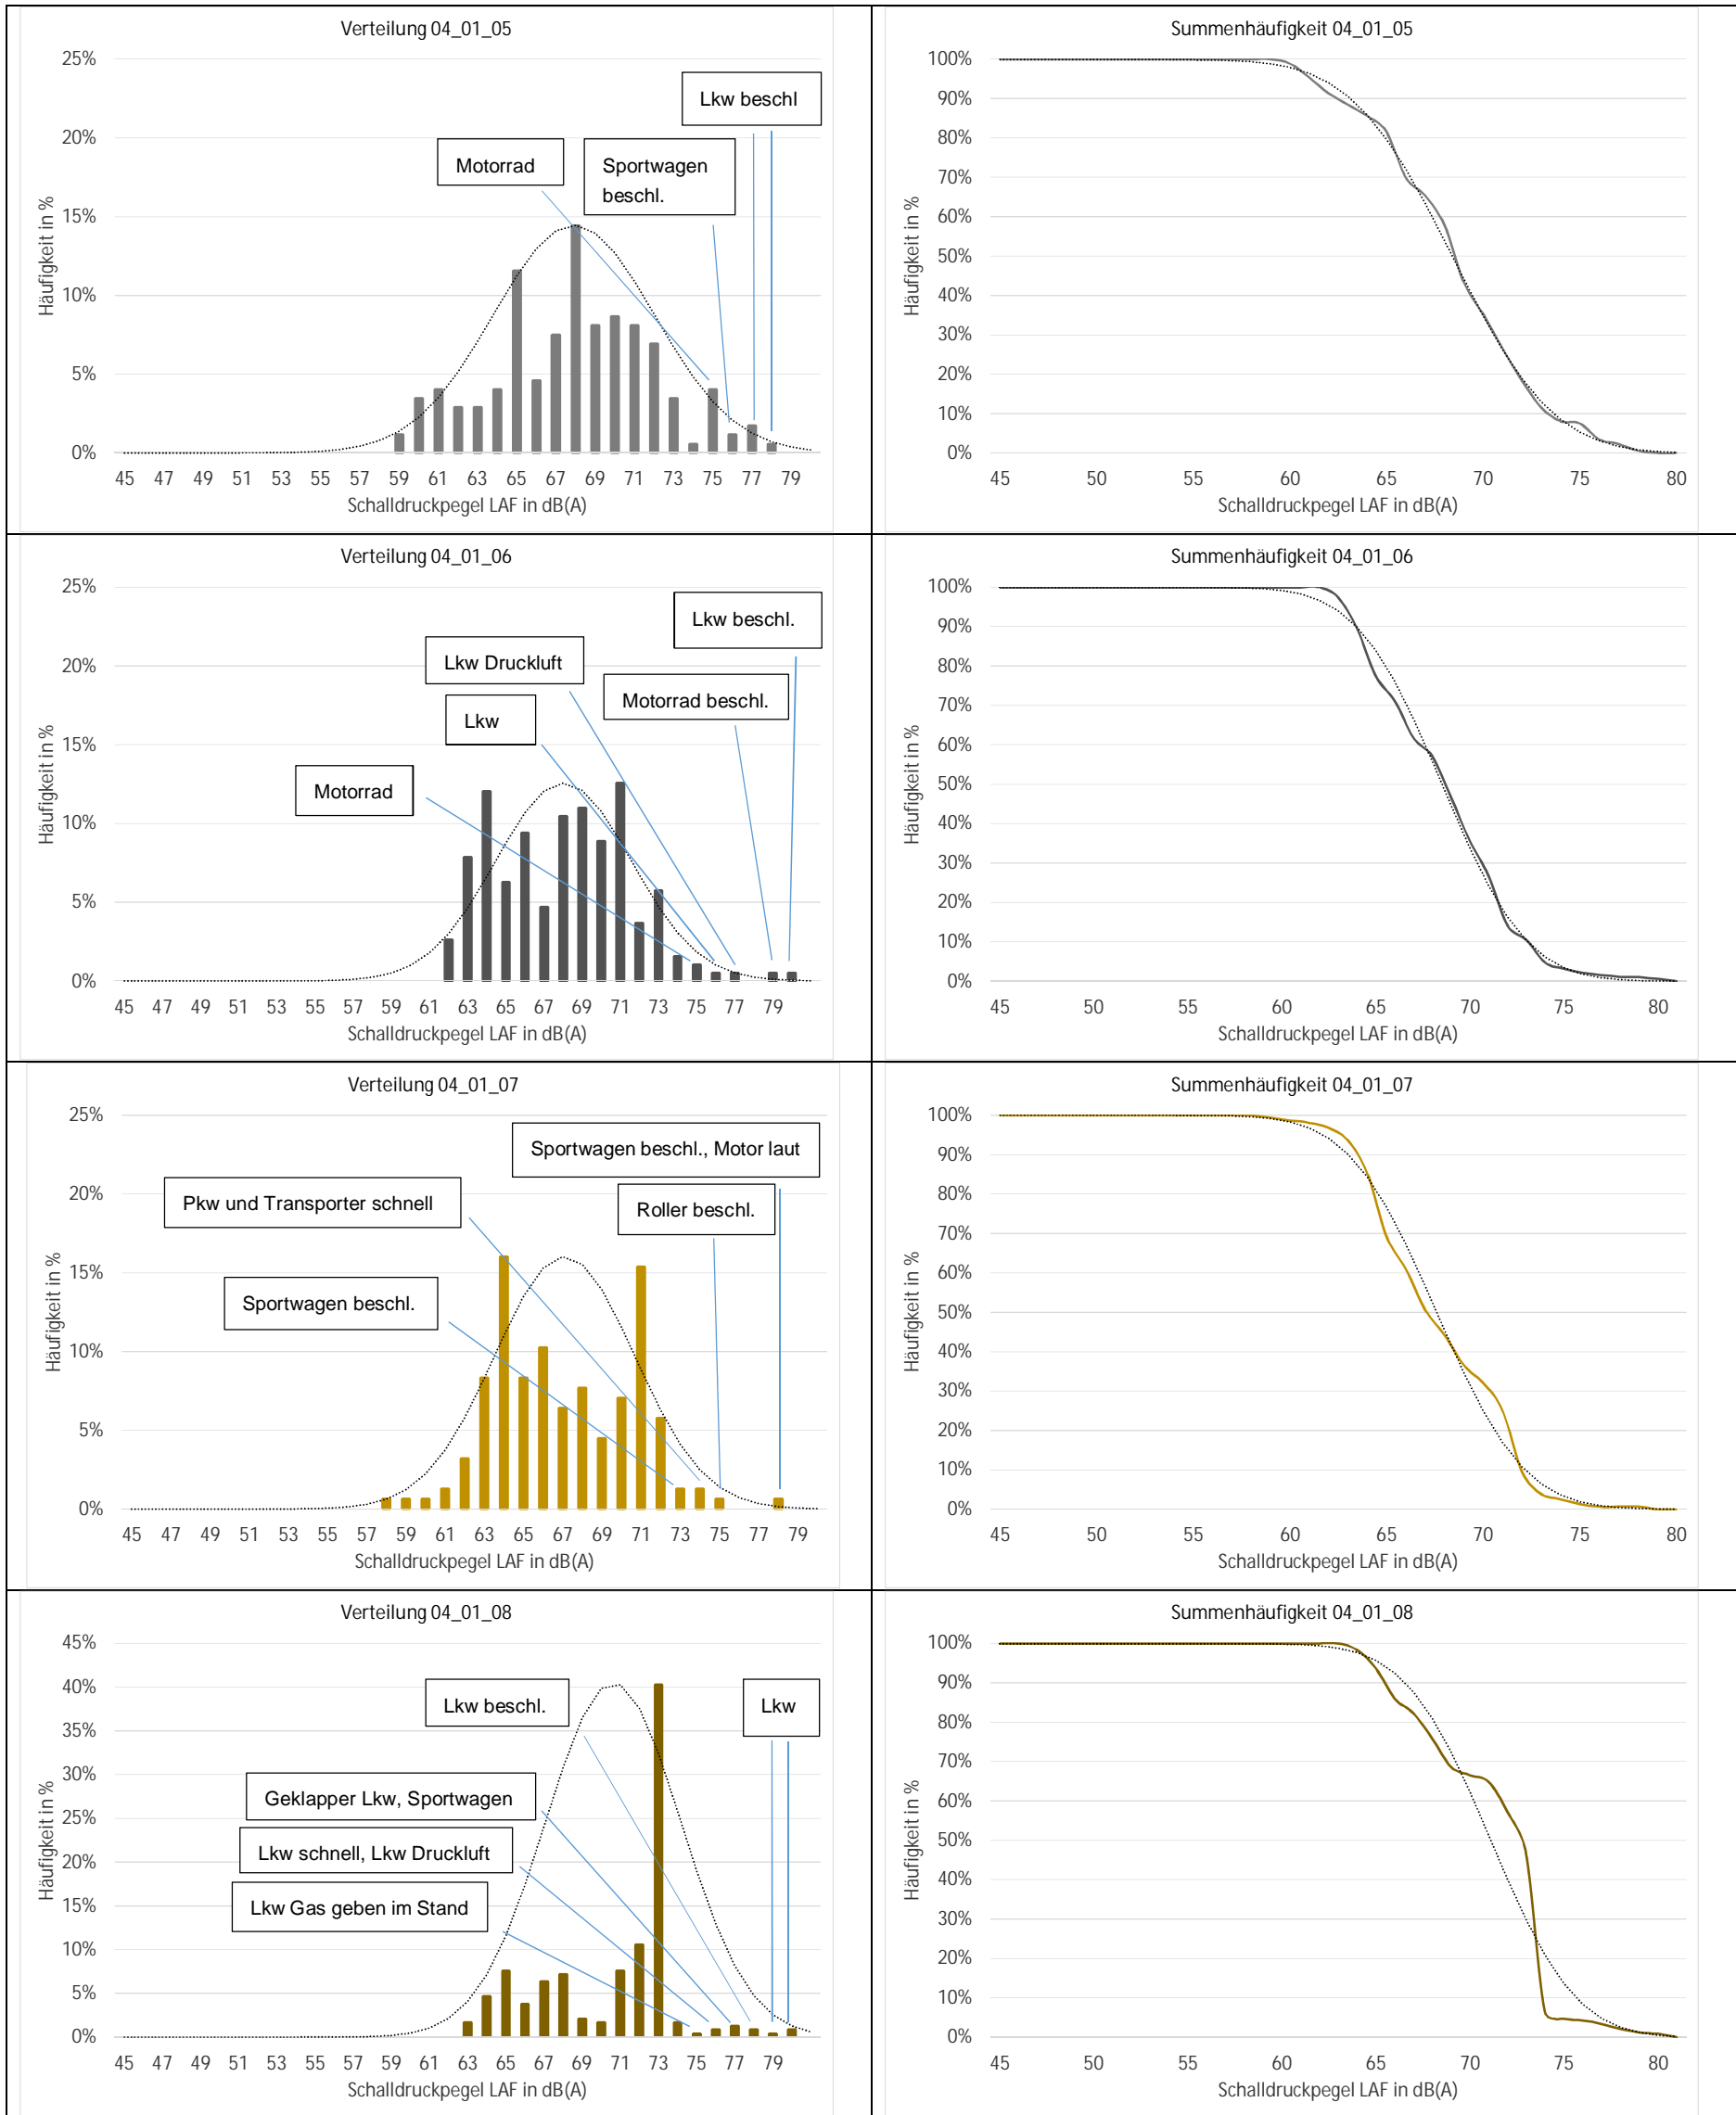 Verteilung 04_01_05
25%
20%
15%
10%
5%
0%
Häufigkeit in %
Lkw beschl
Motorrad
Sportwagen
beschl.
45 47 49 51 53 55 57 59 61 63 65 67 69 71 73 75 77 79
Schalldruckpegel LAF in dB(A)
Summenhäufigkeit 04_01_05
100%
90%
80%
70%
60%
50%
40%
30%
20%
10%
0%
Häufigkeit in %
45 50 55 60 65 70 75 80
Schalldruckpegel LAF in dB(A)
Verteilung 04_01_06
25%
20%
15%
10%
5%
0%
Häufigkeit in %
Lkw beschl.
Lkw Druckluft
Motorrad beschl.
Lkw
Motorrad
45 47 49 51 53 55 57 59 61 63 65 67 69 71 73 75 77 79
Schalldruckpegel LAF in dB(A)
Summenhäufigkeit 04_01_06
100%
90%
80%
70%
60%
50%
40%
30%
20%
10%
0%
Häufigkeit in %
45 50 55 60 65 70 75 80
Schalldruckpegel LAF in dB(A)
Verteilung 04_01_07
25%
20%
15%
10%
5%
0%
Häufigkeit in %
Sportwagen beschl., Motor laut
Pkw und Transporter schnell
Roller beschl.
Sportwagen beschl.
45 47 49 51 53 55 57 59 61 63 65 67 69 71 73 75 77 79
Schalldruckpegel LAF in dB(A)
Summenhäufigkeit 04_01_07
100%
90%
80%
70%
60%
50%
40%
30%
20%
10%
0%
Häufigkeit in %
45 50 55 60 65 70 75 80
Schalldruckpegel LAF in dB(A)
Verteilung 04_01_08
45%
40%
35%
30%
25%
20%
15%
10%
5%
0%
Häufigkeit in %
Lkw beschl.
Lkw
Geklapper Lkw, Sportwagen
Lkw schnell, Lkw Druckluft
Lkw Gas geben im Stand
45 47 49 51 53 55 57 59 61 63 65 67 69 71 73 75 77 79
Schalldruckpegel LAF in dB(A)
Summenhäufigkeit 04_01_08
100%
90%
80%
70%
60%
50%
40%
30%
20%
10%
0%
Häufigkeit in %
45 50 55 60 65 70 75 80
Schalldruckpegel LAF in dB(A)